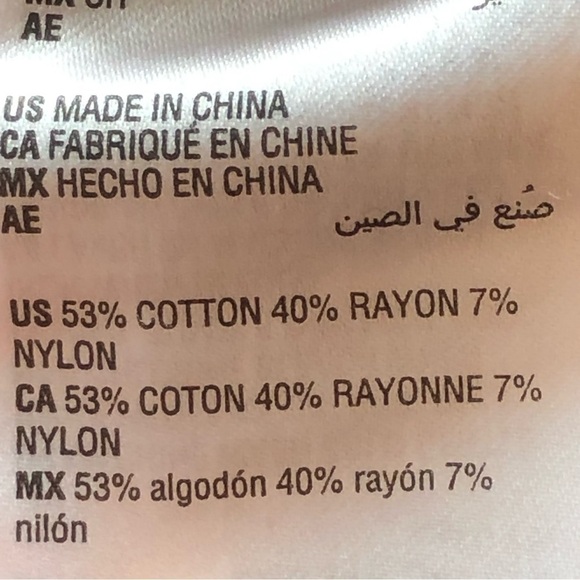 AE
US MADE IN CHINA
CA FABRIQUÉ EN CHINE
MX HECHO EN CHINA
AE صُنع في الصين
US 53% COTTON 40% RAYON 7%
NYLON
CA 53% COTON 40% RAYONNE 7%
NYLON
MX 53% algodón 40% rayón 7%
nilón